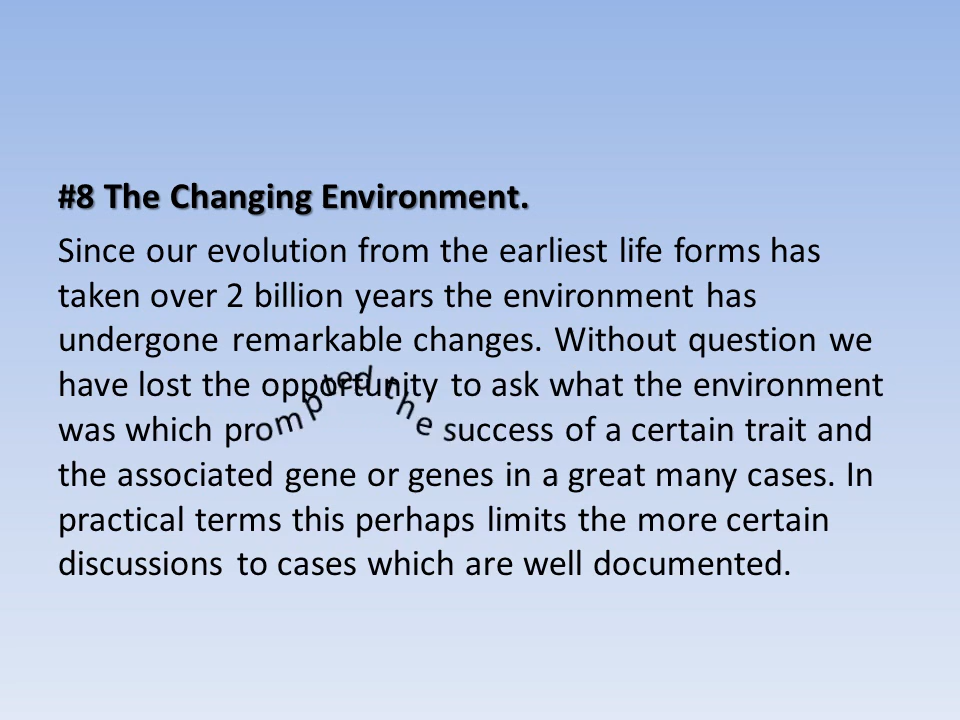 #8 The Changing Environment.
Since our evolution from the earliest life forms has
taken over 2 billion years the environment has
undergone remarkable changes. Without question we
have lost the opportunity to ask what the environment
was which prompted the success of a certain trait and
the associated gene or genes in a great many cases. In
practical terms this perhaps limits the more certain
discussions to cases which are well documented.